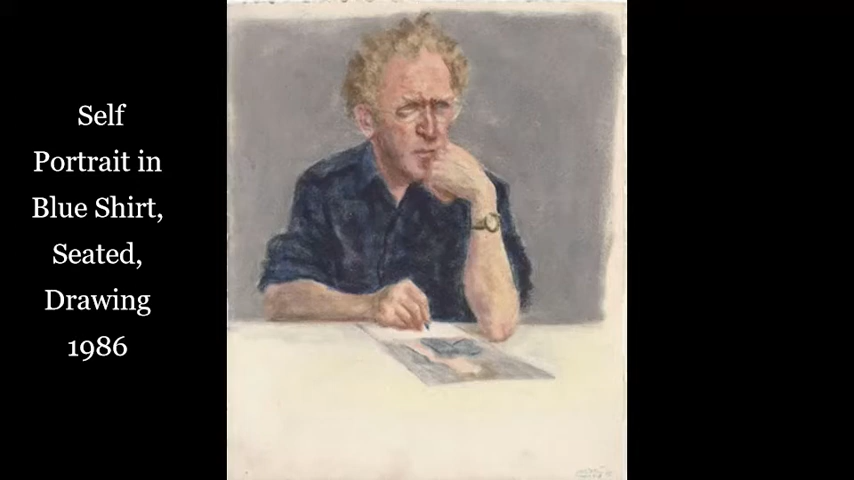 Self
Portrait in
Blue Shirt,
Seated,
Drawing
1986